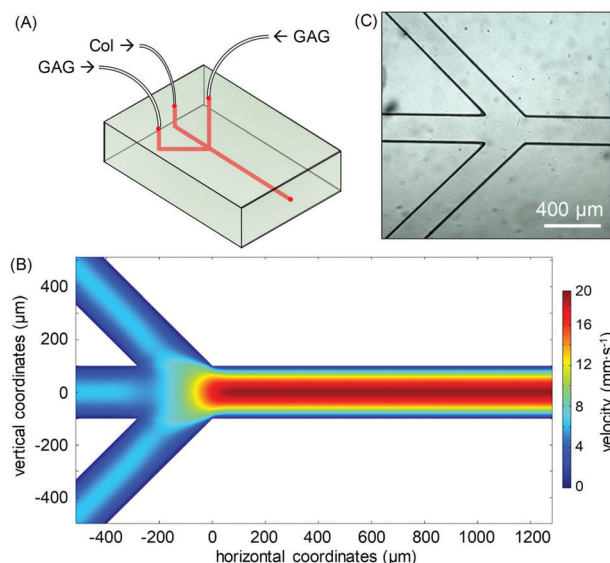 (A)
Col →
← GAG
GAG →
(C)
400 µm
(B)
400
200
0
-200
-400
vertical coordinates (µm)
-400 -200 0 200 400 600 800 1000 1200
horizontal coordinates (µm)
20
16
12
8
4
0
velocity (mm·s⁻¹)